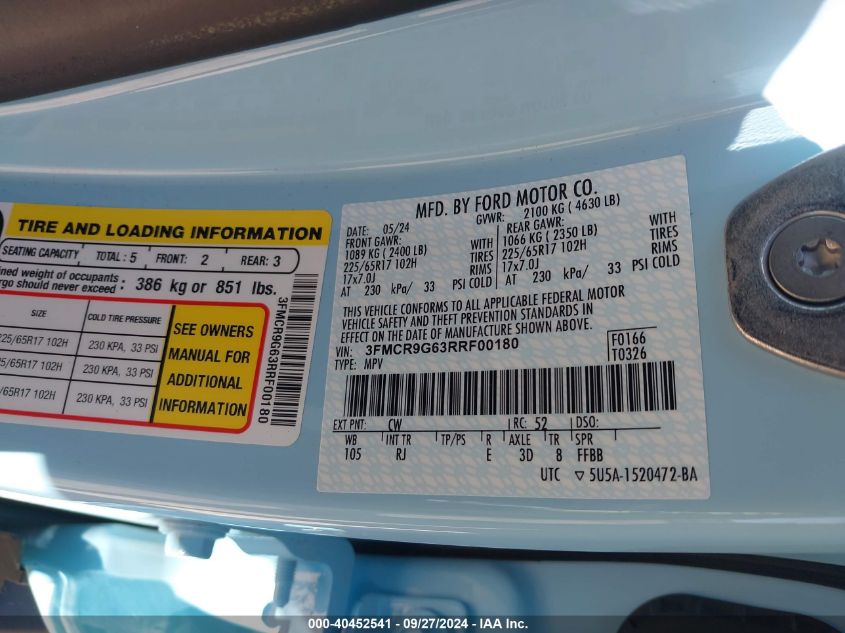 TIRE AND LOADING INFORMATION
SEATING CAPACITY TOTAL: 5 FRONT: 2 REAR: 3
ined weight of occupants
rgo should never exceed : 386 kg or 851 lbs.
SIZE COLD TIRE PRESSURE
225/65R17 102H 230 KPA, 33 PSI
5/65R17 102H 230 KPA, 33 PSI
/65R17 102H 230 KPA, 33 PSI
SEE OWNERS
MANUAL FOR
ADDITIONAL
INFORMATION
3FMCR9G63RRF00180
MFD. BY FORD MOTOR CO.
DATE: 05/24 GVWR: 2100 KG ( 4630 LB)
FRONT GAWR: REAR GAWR:
1089 KG ( 2400 LB) WITH 1066 KG ( 2350 LB) WITH
225/65R17 102H TIRES 225/65R17 102H TIRES
17x7.0J RIMS 17x7.0J RIMS
AT 230 kPa/ 33 PSI COLD AT 230 kPa/ 33 PSI COLD
THIS VEHICLE CONFORMS TO ALL APPLICABLE FEDERAL MOTOR
VEHICLE SAFETY AND THEFT PREVENTION STANDARDS IN
EFFECT ON THE DATE OF MANUFACTURE SHOWN ABOVE.
VIN: 3FMCR9G63RRF00180 F0166
TYPE: MPV T0326
EXT PNT: CW RC: 52 DSO:
WB INT TR TP/PS R AXLE TR SPR
105 RJ E 3D 8 FFBB
UTC ▽ 5U5A-1520472-BA
000-40452541 - 09/27/2024 - IAA Inc.